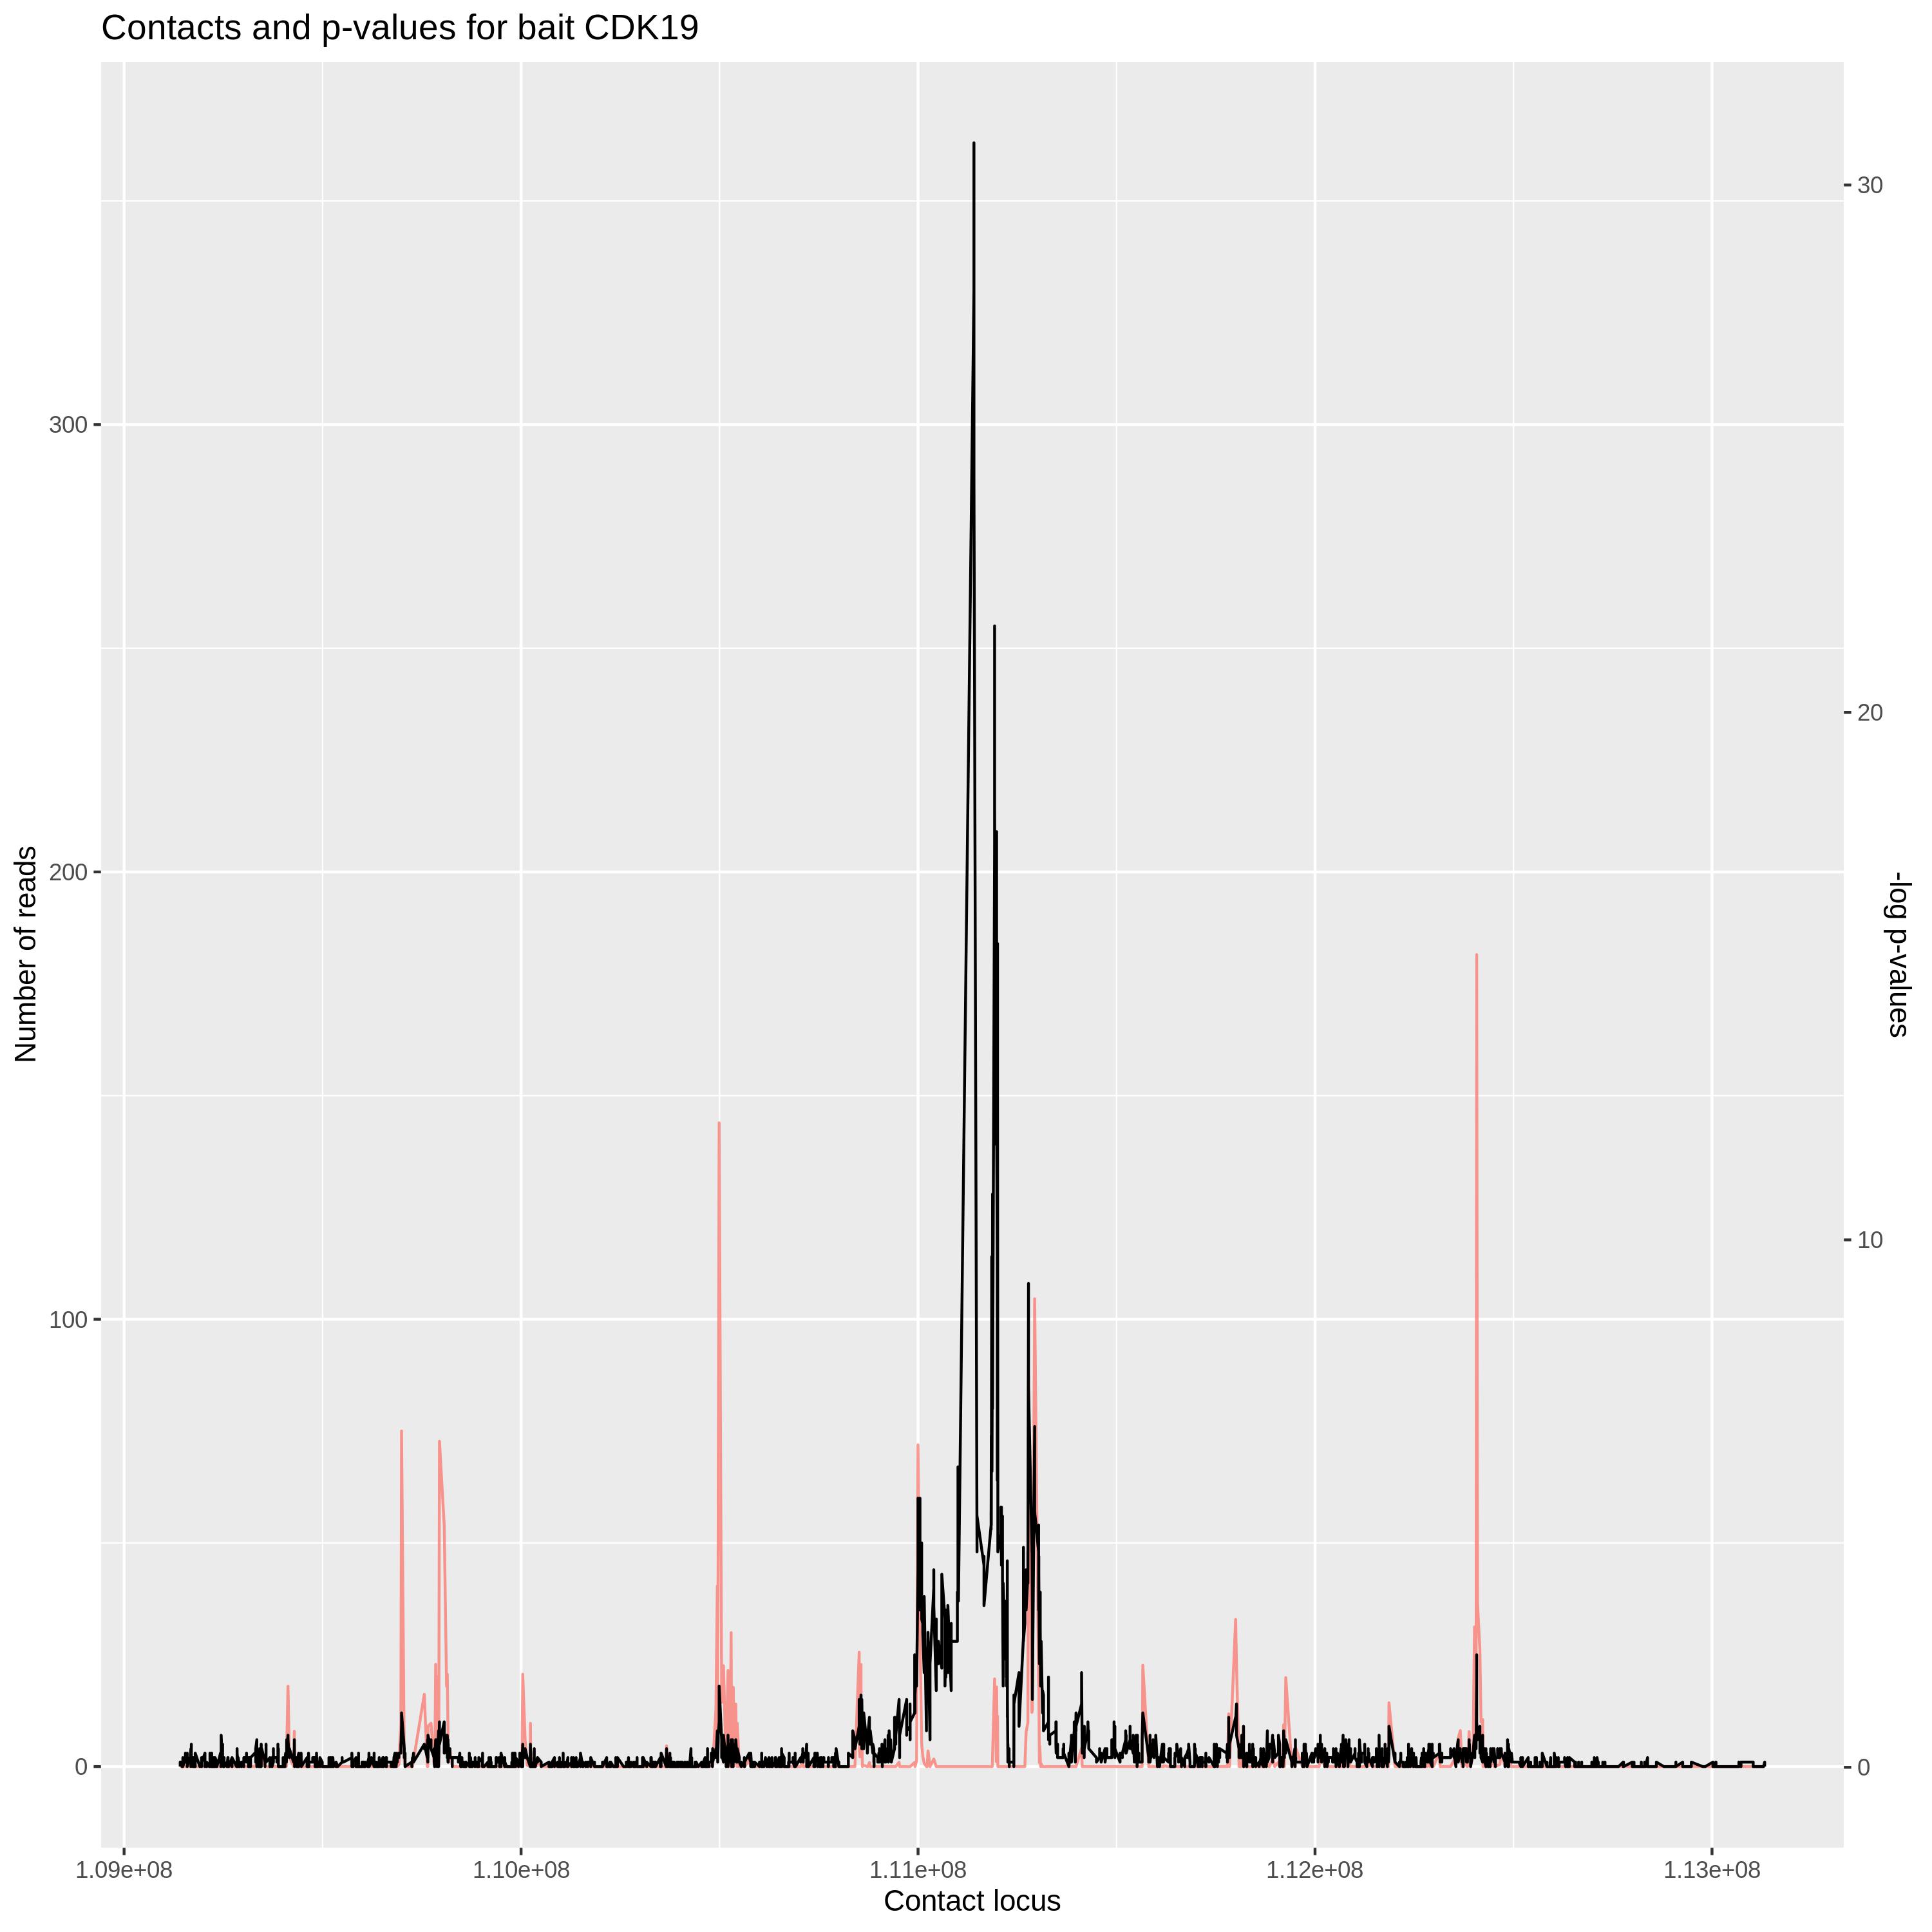 Contacts and p-values for bait CDK19
Number of reads
300
200
100
0
30
20
10
0
-log p-values
1.09e+08
1.10e+08
1.11e+08
1.12e+08
1.13e+08
Contact locus